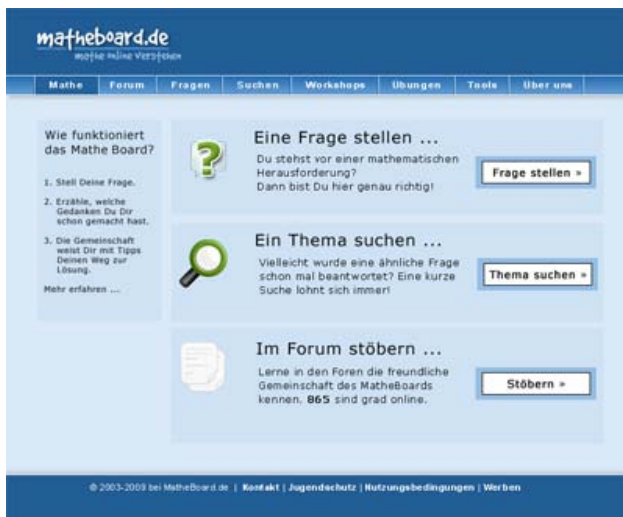 matheboard.de
mathe online verstehen
Mathe Forum Fragen Suchen Workshops Übungen Tools Über uns
Wie funktioniert
das Mathe Board?
1. Stell Deine Frage.
2. Erzähle, welche
Gedanken Du Dir
schon gemacht hast.
3. Die Gemeinschaft
weist Dir mit Tipps
Deinen Weg zur
Lösung.
Mehr erfahren ...
Eine Frage stellen ...
Du stehst vor einer mathematischen
Herausforderung?
Dann bist Du hier genau richtig!
Frage stellen »
Ein Thema suchen ...
Vielleicht wurde eine ähnliche Frage
schon mal beantwortet? Eine kurze
Suche lohnt sich immer!
Thema suchen »
Im Forum stöbern ...
Lerne in den Foren die freundliche
Gemeinschaft des MatheBoards
kennen, 865 sind grad online.
Stöbern »
© 2003-2009 bei MatheBoard.de | Kontakt | Jugendschutz | Nutzungsbedingungen | Werben